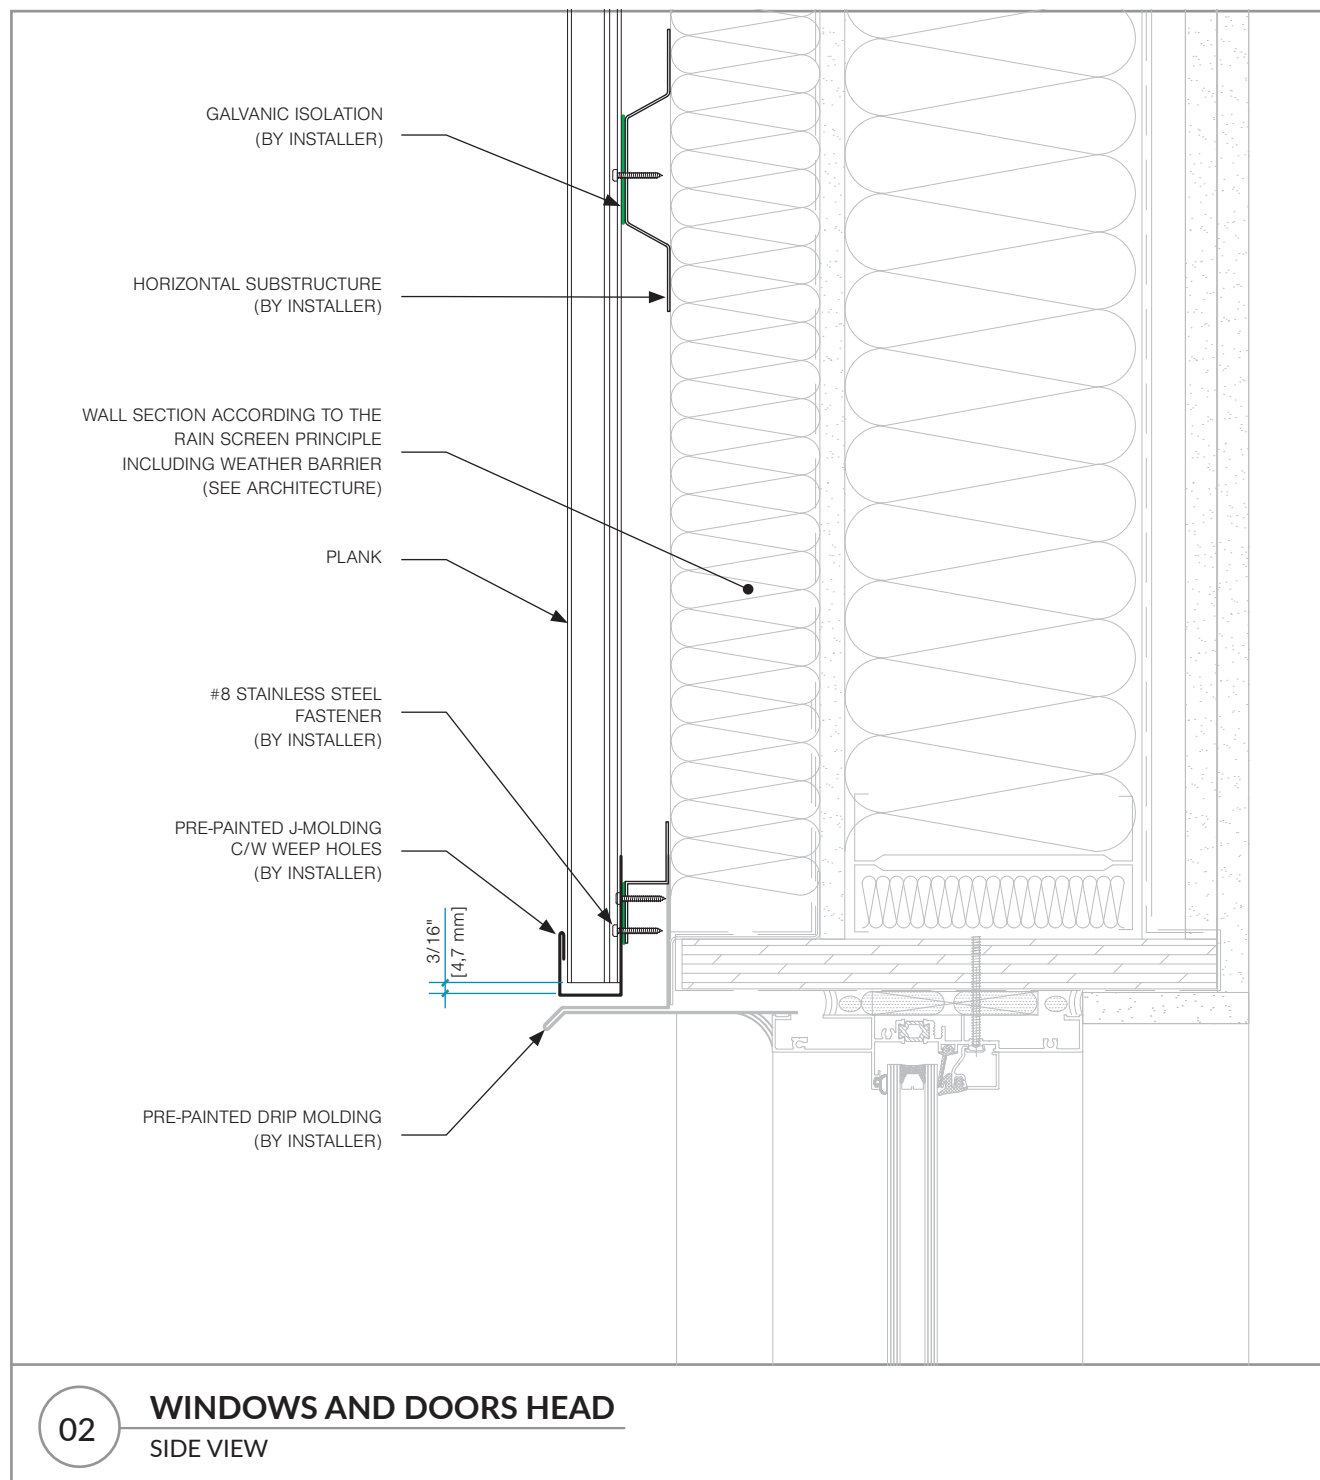 GALVANIC ISOLATION
(BY INSTALLER)
HORIZONTAL SUBSTRUCTURE
(BY INSTALLER)
WALL SECTION ACCORDING TO THE
RAIN SCREEN PRINCIPLE
INCLUDING WEATHER BARRIER
(SEE ARCHITECTURE)
PLANK
#8 STAINLESS STEEL
FASTENER
(BY INSTALLER)
PRE-PAINTED J-MOLDING
C/W WEEP HOLES
(BY INSTALLER)
3/16"
[4,7 mm]
PRE-PAINTED DRIP MOLDING
(BY INSTALLER)
02
WINDOWS AND DOORS HEAD
SIDE VIEW